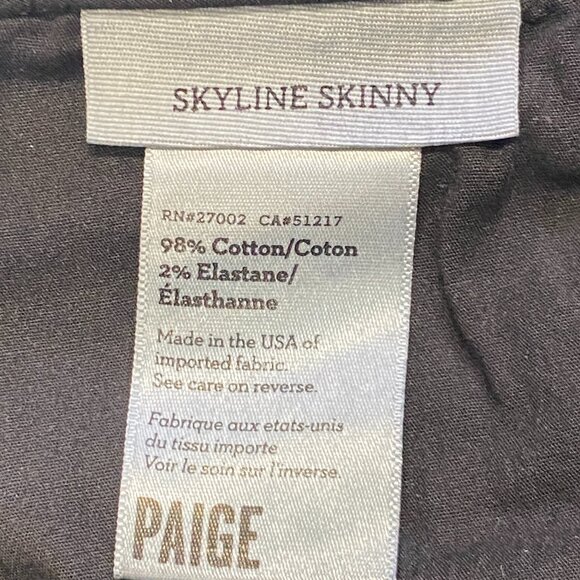 SKYLINE SKINNY
RN#27002 CA#51217
98% Cotton/Coton
2% Elastane/
Élasthanne
Made in the USA of
imported fabric.
See care on reverse.
Fabrique aux etats-unis
du tissu importe
Voir le soin sur l'inverse.
PAIGE